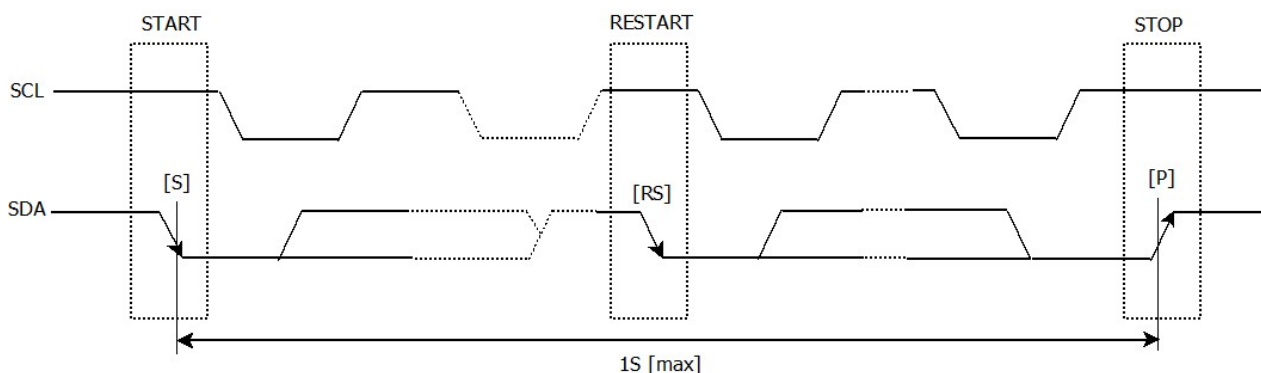 START RESTART STOP
SCL
[S] [RS] [P]
SDA
1S [max]